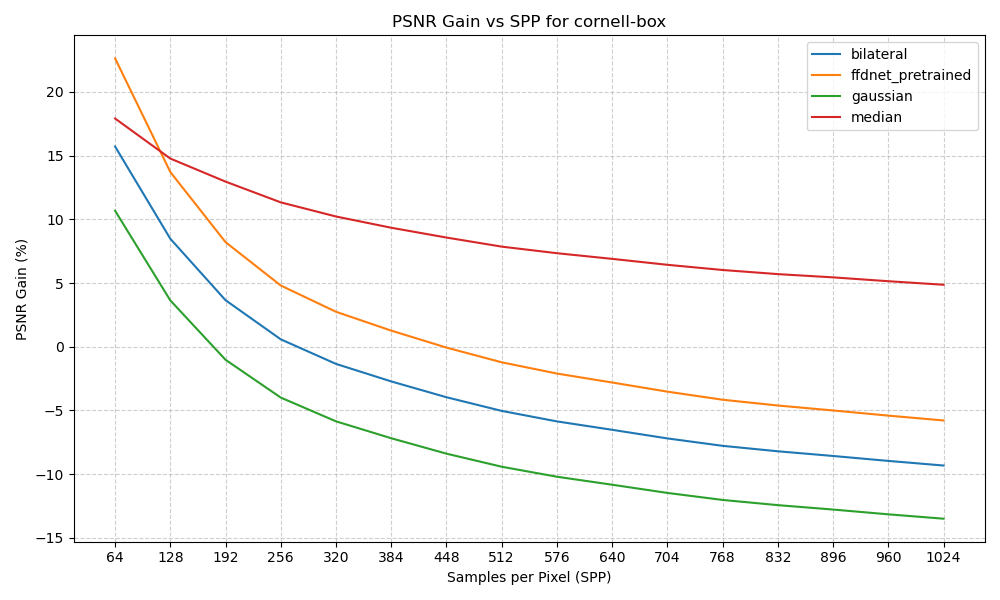 PSNR Gain vs SPP for cornell-box
bilateral
ffdnet_pretrained
gaussian
median
PSNR Gain (%)
20
15
10
5
0
−5
−10
−15
64 128 192 256 320 384 448 512 576 640 704 768 832 896 960 1024
Samples per Pixel (SPP)